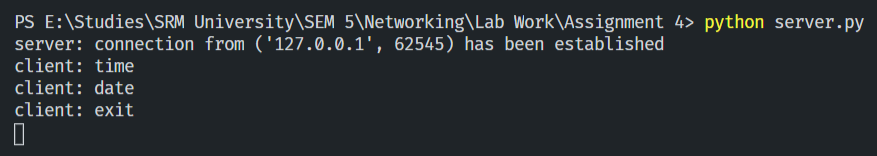 PS E:\Studies\SRM University\SEM 5\Networking\Lab Work\Assignment 4> python server.py
server: connection from ('127.0.0.1', 62545) has been established
client: time
client: date
client: exit